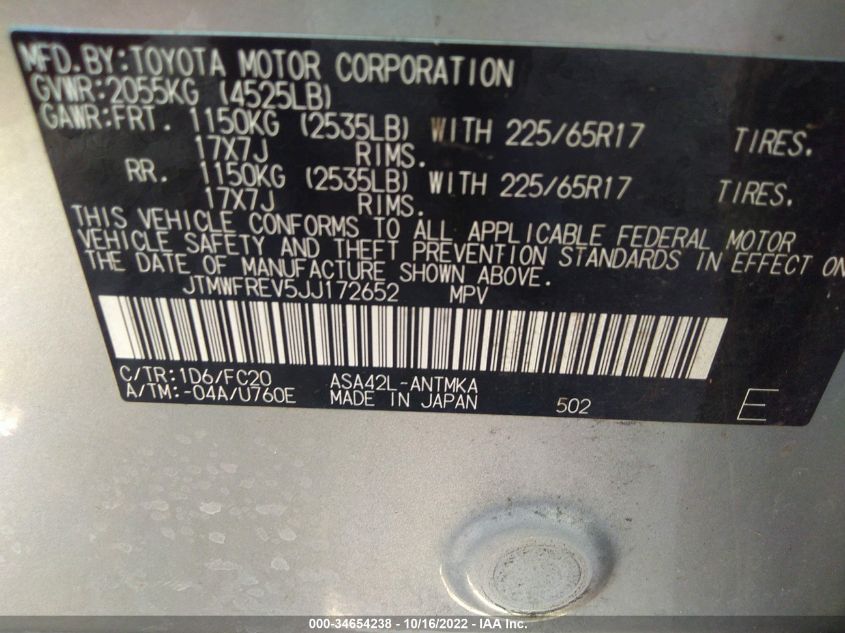 MFD.BY:TOYOTA MOTOR CORPORATION
GVWR:2055KG (4525LB)
GAWR:FRT. 1150KG (2535LB) WITH 225/65R17 TIRES.
17X7J RIMS.
RR. 1150KG (2535LB) WITH 225/65R17 TIRES.
17X7J RIMS.
THIS VEHICLE CONFORMS TO ALL APPLICABLE FEDERAL MOTOR
VEHICLE SAFETY AND THEFT PREVENTION STANDARDS IN EFFECT ON
THE DATE OF MANUFACTURE SHOWN ABOVE.
JTMWFREV5JJ172652 MPV
C/TR:1D6/FC20 ASA42L-ANTMKA
A/TM:-04A/U760E MADE IN JAPAN 502 E
000-34654238 - 10/16/2022 - IAA Inc.